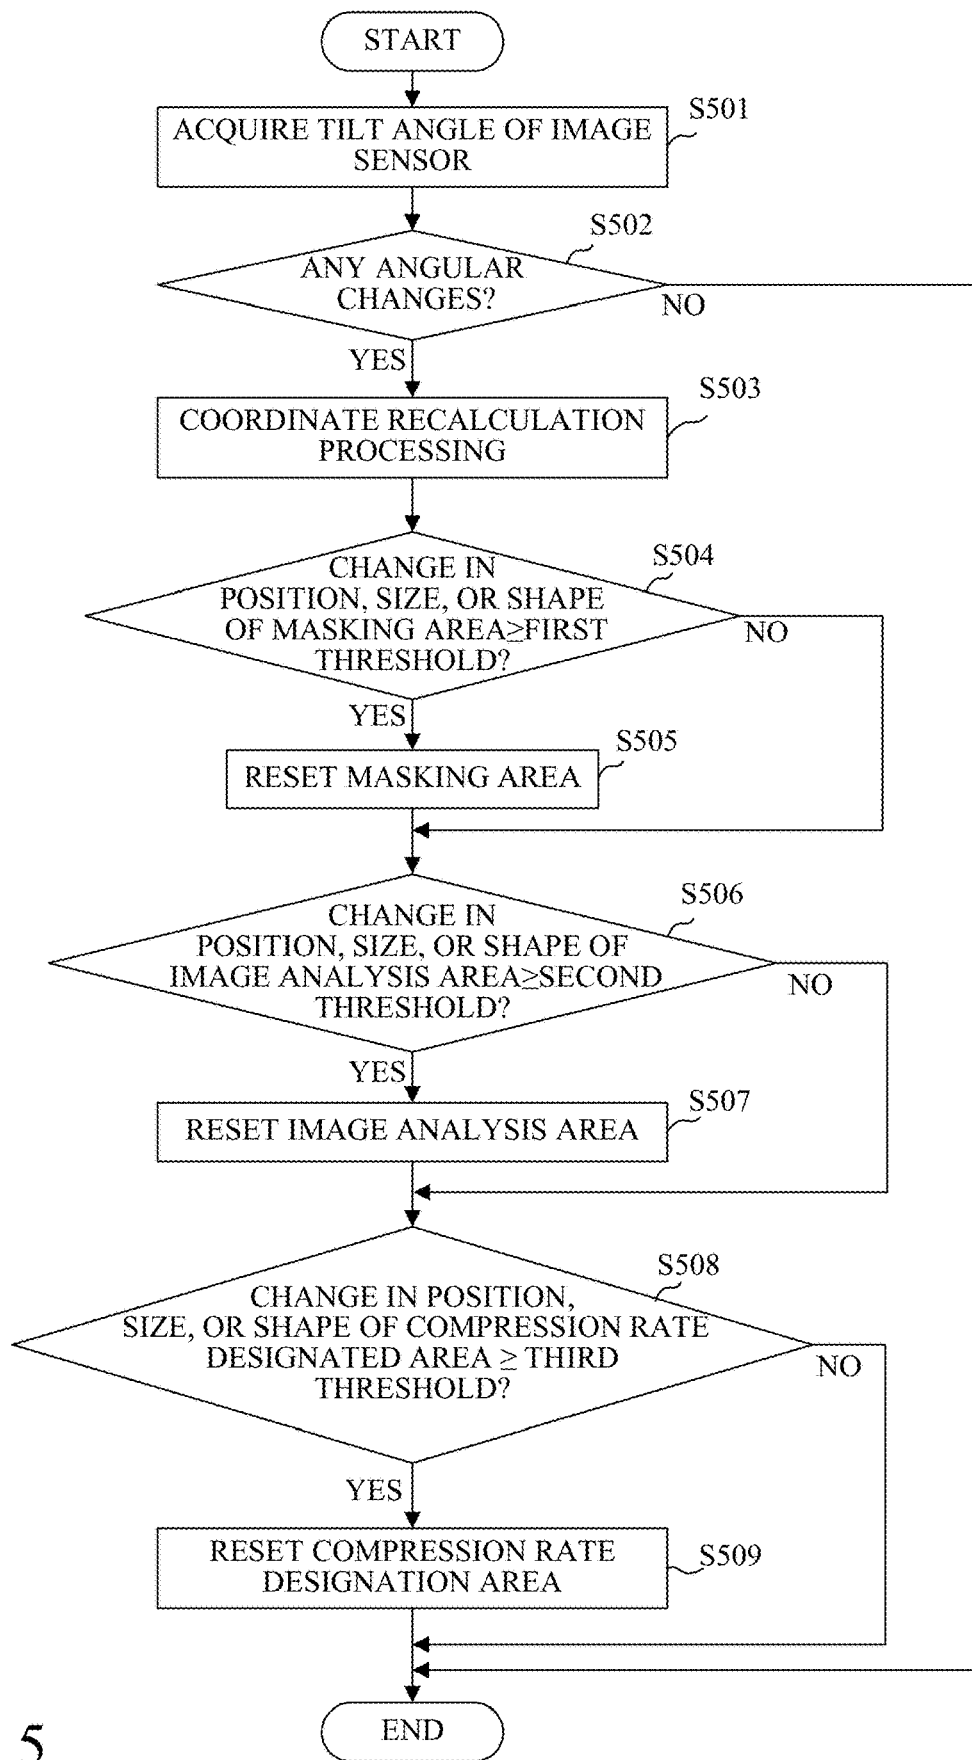 START
S501
ACQUIRE TILT ANGLE OF IMAGE
SENSOR
S502
ANY ANGULAR
CHANGES?
NO
YES
S503
COORDINATE RECALCULATION
PROCESSING
S504
CHANGE IN
POSITION, SIZE, OR SHAPE
OF MASKING AREA≥FIRST
THRESHOLD?
NO
YES
S505
RESET MASKING AREA
S506
CHANGE IN
POSITION, SIZE, OR SHAPE OF
IMAGE ANALYSIS AREA≥SECOND
THRESHOLD?
NO
YES
S507
RESET IMAGE ANALYSIS AREA
S508
CHANGE IN POSITION,
SIZE, OR SHAPE OF COMPRESSION RATE
DESIGNATED AREA ≥ THIRD
THRESHOLD?
NO
YES
S509
RESET COMPRESSION RATE
DESIGNATION AREA
END
5